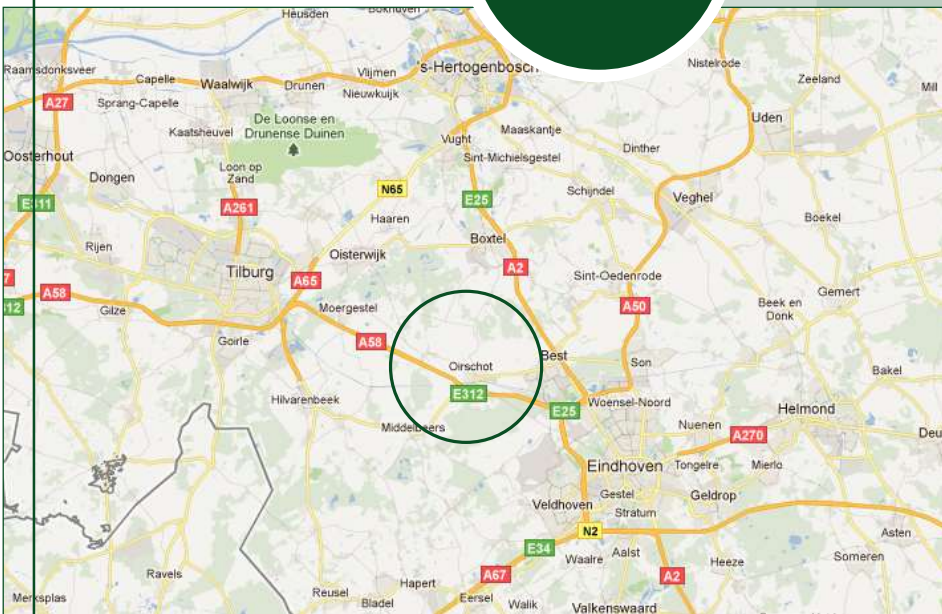 Heusden
Raamsdonksveer
Capelle
Waalwijk
Drunen
Vlijmen
's-Hertogenbosch
Nistelrode
Zeeland
Mill
A27
Sprang-Capelle
Nieuwkuijk
De Loonse en
Drunense Duinen
Kaatsheuvel
Maaskantje
Uden
Oosterhout
Vught
Sint-Michielsgestel
Dinther
Dongen
Loon op
Zand
N65
Schijndel
Veghel
E311
A261
E25
Haaren
Boekel
Rijen
Oisterwijk
Boxtel
Tilburg
A65
A2
Sint-Oedenrode
7
A58
12
Gilze
Moergestel
A50
Gemert
Beek en
Donk
Goirle
A58
Best
Son
Oirschot
Bakel
Hilvarenbeek
E312
E25
Woensel-Noord
Helmond
Middelbeers
Nuenen
A270
Deu
Eindhoven
Tongelre
Mierlo
Veldhoven
Gestel
Geldrop
Stratum
N2
Asten
E34
Waalre
Aalst
Heeze
Someren
Ravels
A67
A2
Reusel
Hapert
Merksplas
Bladel
Eersel
Walik
Valkenswaard